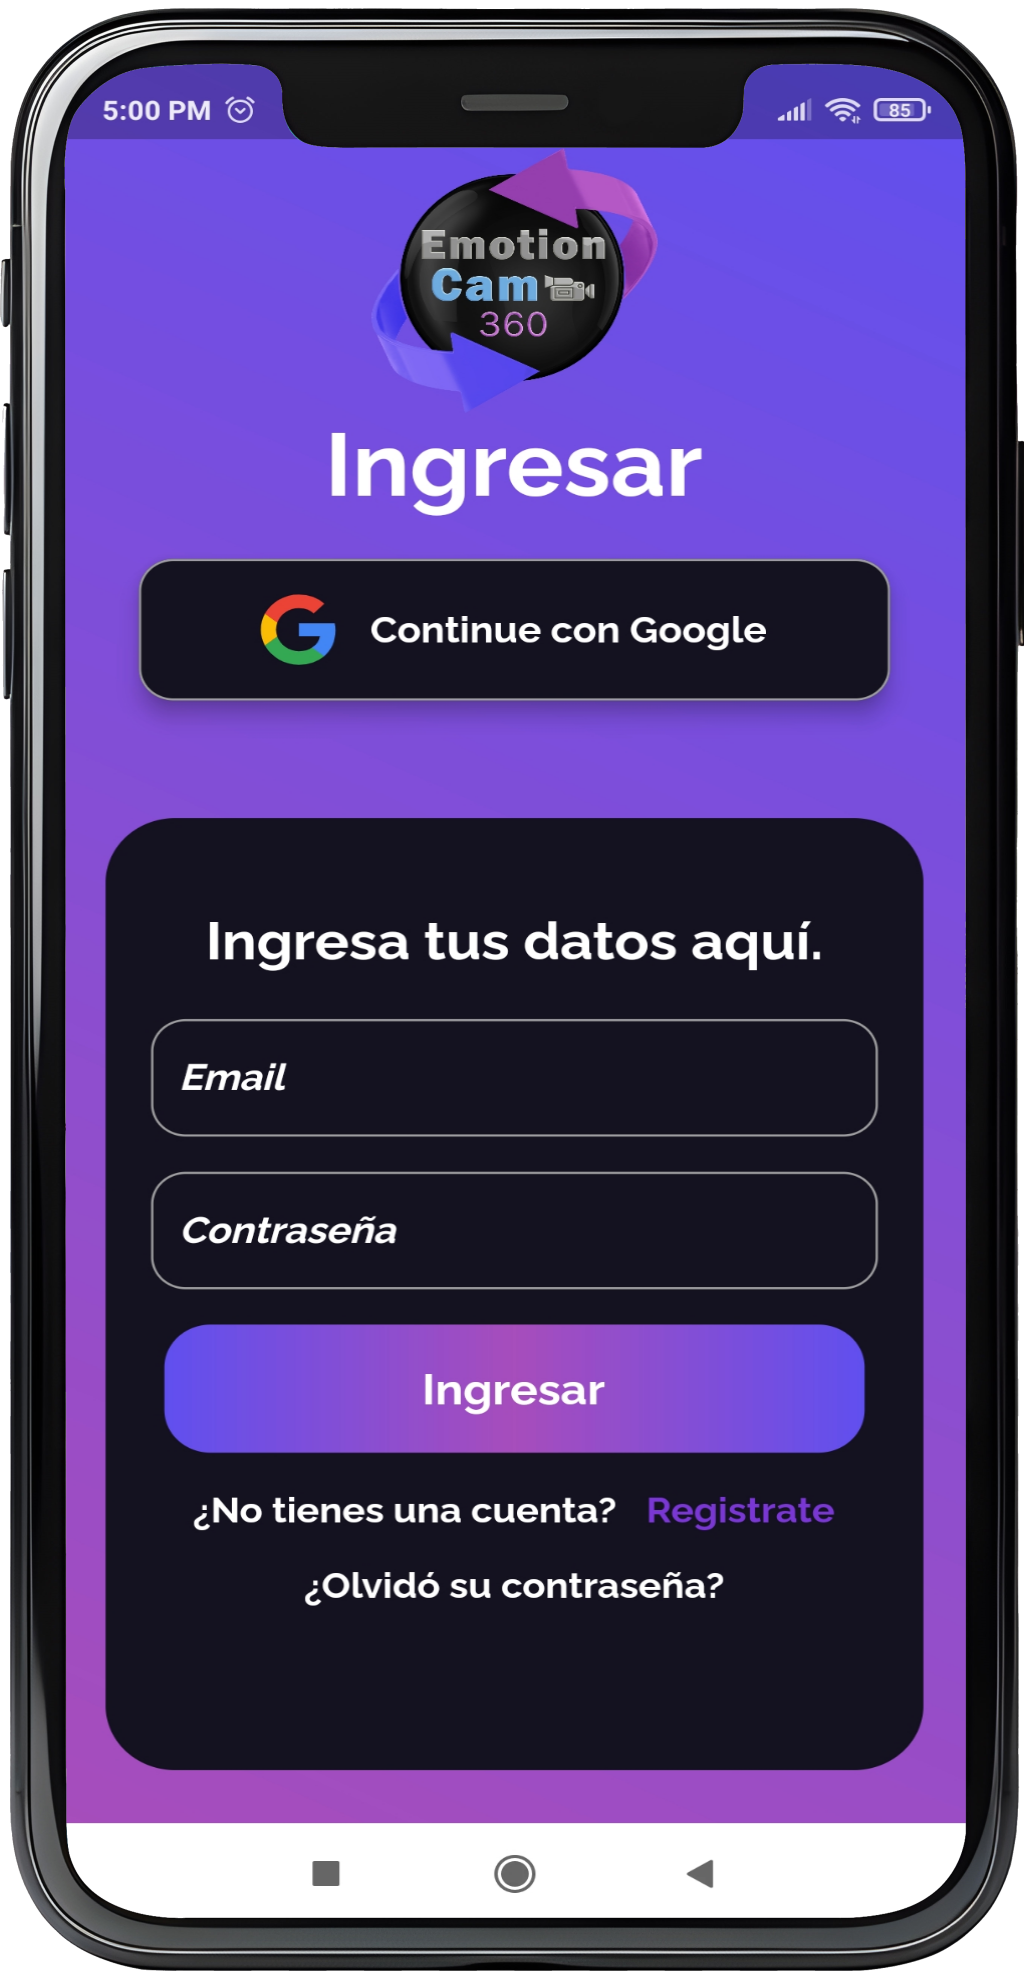 5:00 PM
85
Emotion
Cam
360
Ingresar
Continue con Google
Ingresa tus datos aquí.
Email
Contraseña
Ingresar
¿No tienes una cuenta? Registrate
¿Olvidó su contraseña?